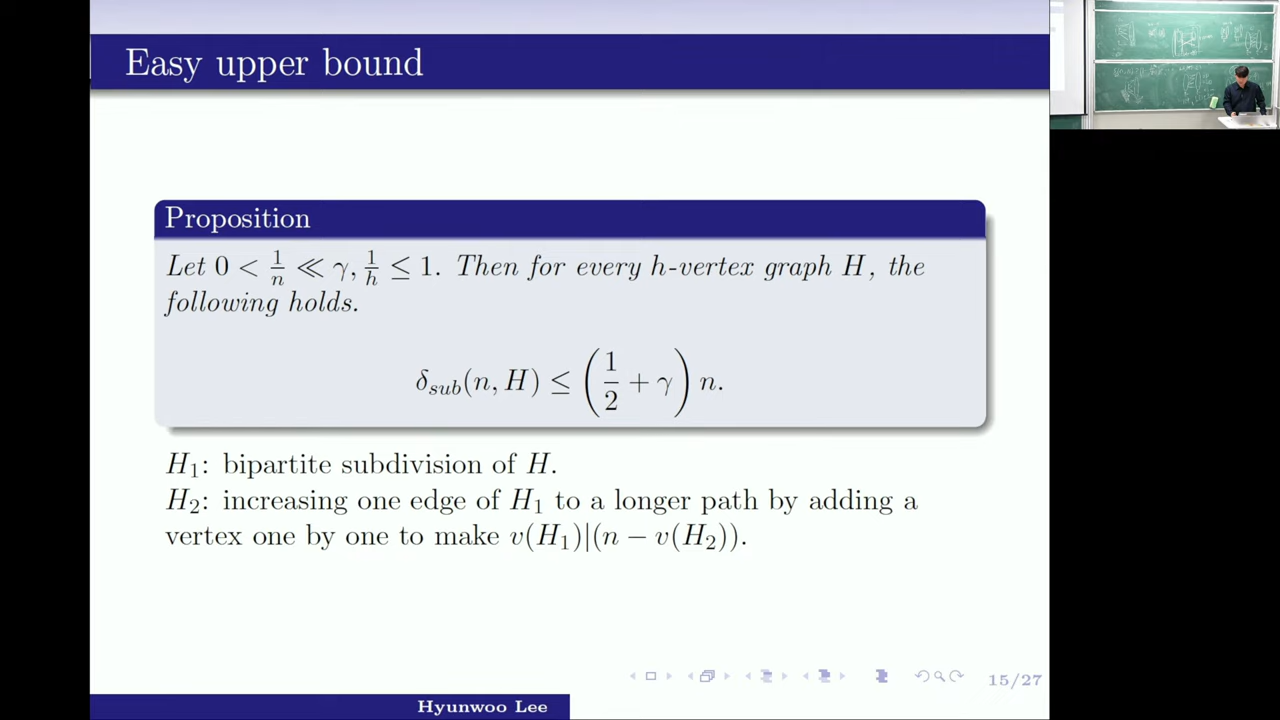 Easy upper bound
Proposition
Let 0 < 1/n ≪ γ, 1/h ≤ 1. Then for every h-vertex graph H, the
following holds.
δ_sub(n, H) ≤ (1/2 + γ) n.
H₁: bipartite subdivision of H.
H₂: increasing one edge of H₁ to a longer path by adding a
vertex one by one to make v(H₁)|(n − v(H₂)).
15/27
Hyunwoo Lee